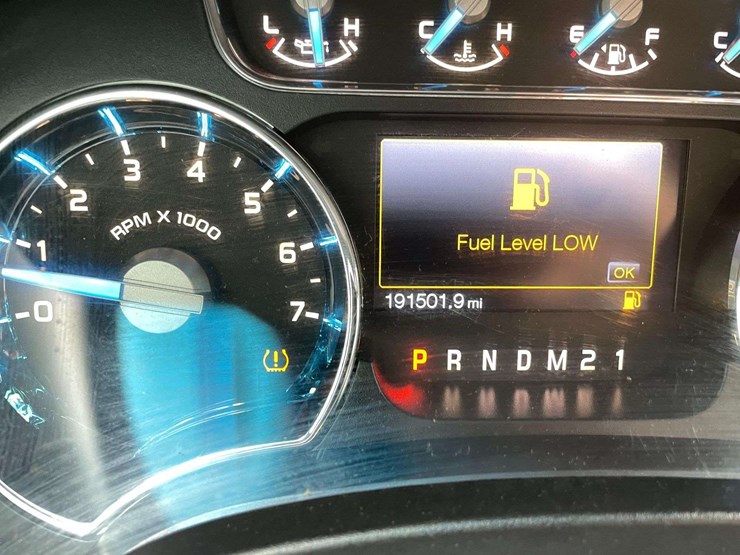 L H
C H
E F
C
0 1 2 3 4 5 6 7
RPM X 1000
Fuel Level LOW
OK
191501.9 mi
P R N D M 2 1